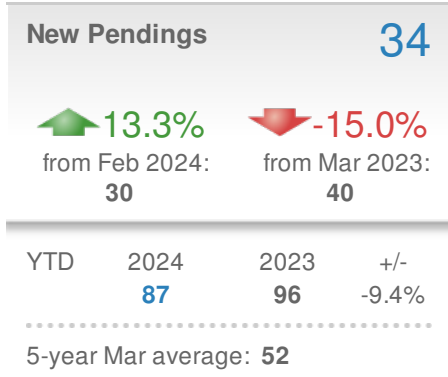 New Pendings 34
13.3% -15.0%
from Feb 2024: from Mar 2023:
30 40
YTD 2024 2023 +/-
87 96 -9.4%
5-year Mar average: 52